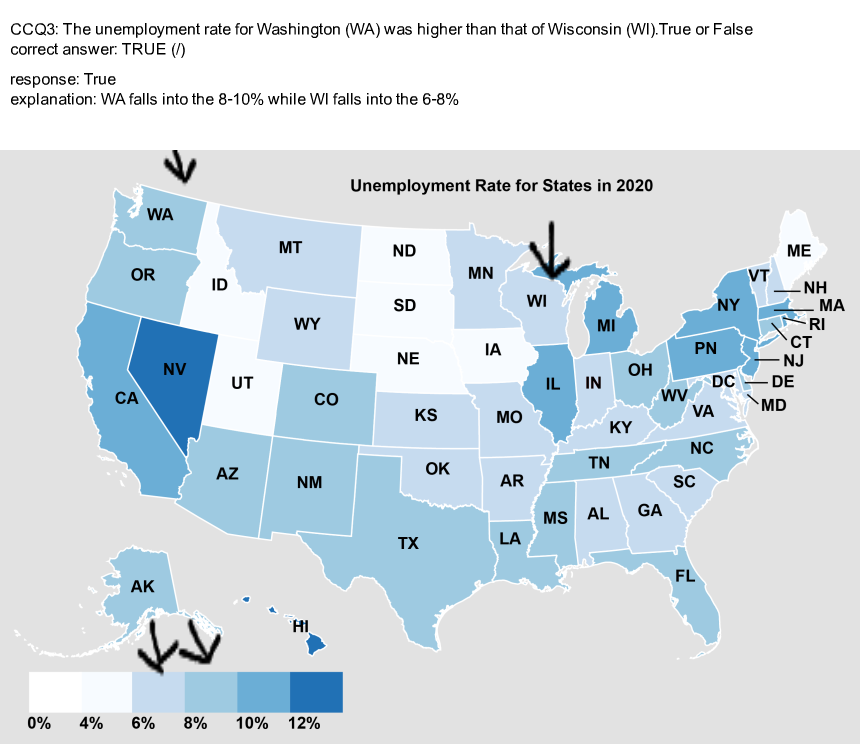 CCQ3: The unemployment rate for Washington (WA) was higher than that of Wisconsin (WI).True or False
correct answer: TRUE (/)
response: True
explanation: WA falls into the 8-10% while WI falls into the 6-8%
Unemployment Rate for States in 2020
WA
MT
ND
MN
ME
VT
OR
ID
NH
SD
WI
NY
MA
WY
MI
RI
CT
IA
PN
NE
NV
NJ
UT
IL
IN
OH
DC
DE
CA
CO
WV
MD
KS
MO
VA
KY
NC
TN
OK
AZ
NM
AR
SC
MS
AL
GA
TX
LA
FL
AK
HI
0% 4% 6% 8% 10% 12%